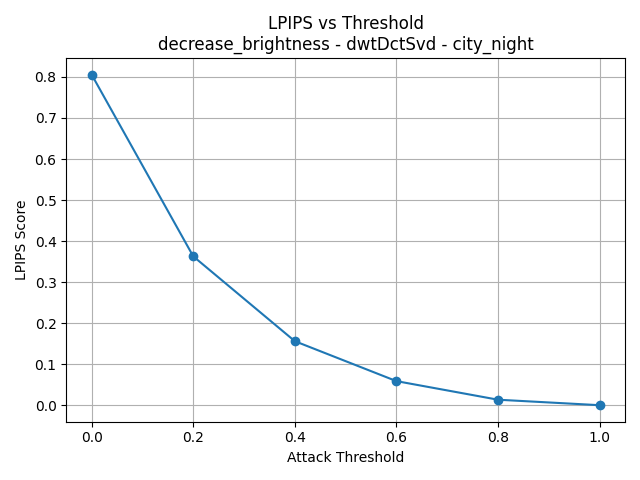 LPIPS vs Threshold
decrease_brightness - dwtDctSvd - city_night
0.8
0.7
0.6
0.5
0.4
0.3
0.2
0.1
0.0
LPIPS Score
0.0 0.2 0.4 0.6 0.8 1.0
Attack Threshold